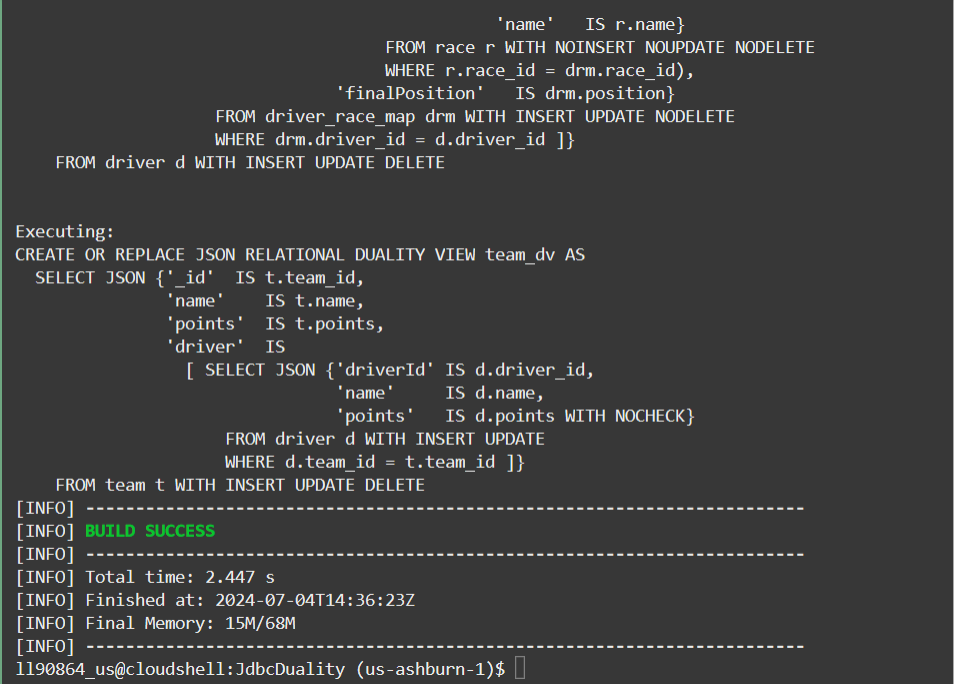 'name'   IS r.name}
FROM race r WITH NOINSERT NOUPDATE NODELETE
WHERE r.race_id = drm.race_id),
'finalPosition'   IS drm.position}
FROM driver_race_map drm WITH INSERT UPDATE NODELETE
WHERE drm.driver_id = d.driver_id ]}
FROM driver d WITH INSERT UPDATE DELETE
Executing:
CREATE OR REPLACE JSON RELATIONAL DUALITY VIEW team_dv AS
SELECT JSON {'_id'  IS t.team_id,
'name'    IS t.name,
'points'  IS t.points,
'driver'  IS
[ SELECT JSON {'driverId' IS d.driver_id,
'name'     IS d.name,
'points'   IS d.points WITH NOCHECK}
FROM driver d WITH INSERT UPDATE
WHERE d.team_id = t.team_id ]}
FROM team t WITH INSERT UPDATE DELETE
[INFO] ------------------------------------------------------------------------
[INFO] BUILD SUCCESS
[INFO] ------------------------------------------------------------------------
[INFO] Total time: 2.447 s
[INFO] Finished at: 2024-07-04T14:36:23Z
[INFO] Final Memory: 15M/68M
[INFO] ------------------------------------------------------------------------
ll90864_us@cloudshell:JdbcDuality (us-ashburn-1)$